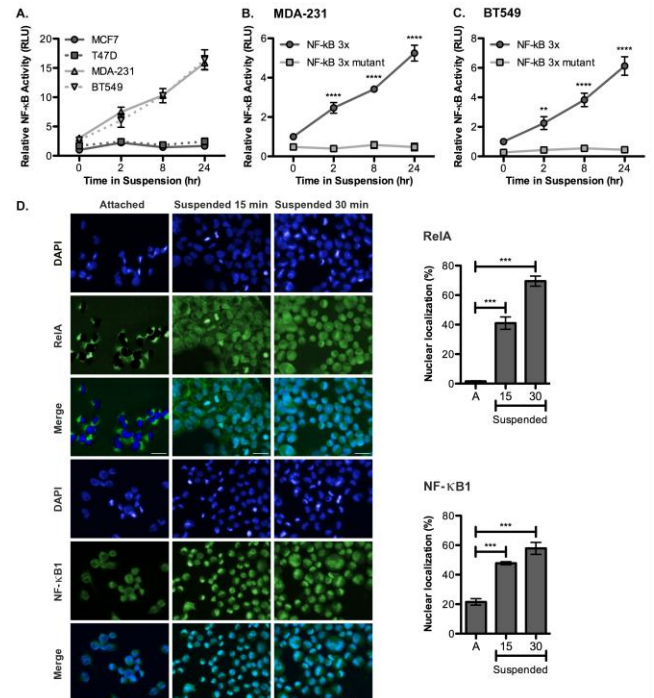 A.
Relative NF-κB Activity (RLU)
20
15
10
5
0
MCF7
T47D
MDA-231
BT549
0 2 8 24
Time in Suspension (hr)
B. MDA-231
Relative NF-κB Activity (RLU)
6
4
2
0
NF-kB 3x
NF-kB 3x mutant
****
****
****
0 2 8 24
Time in Suspension (hr)
C. BT549
Relative NF-κB Activity (RLU)
8
6
4
2
0
NF-kB 3x
NF-kB 3x mutant
**
****
****
0 2 8 24
Time in Suspension (hr)
D.
Attached Suspended 15 min Suspended 30 min
DAPI
RelA
Merge
DAPI
NF-κB1
Merge
RelA
Nuclear localization (%)
80
60
40
20
0
***
***
A 15 30
Suspended
NF-κB1
Nuclear localization (%)
80
60
40
20
0
***
***
A 15 30
Suspended